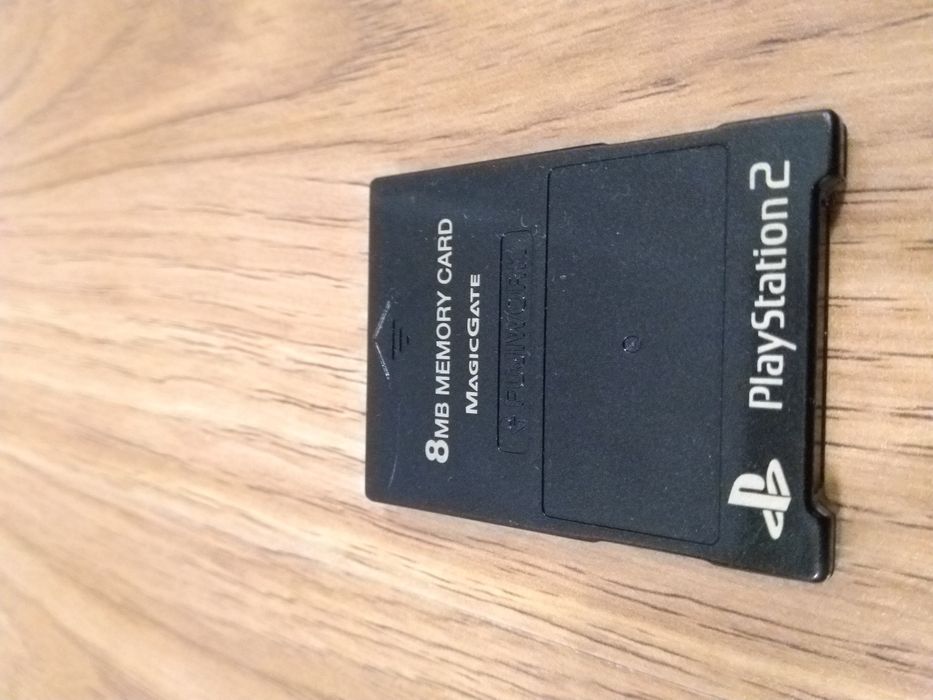 8MB MEMORY CARD
MAGICGATE
PlayStation 2